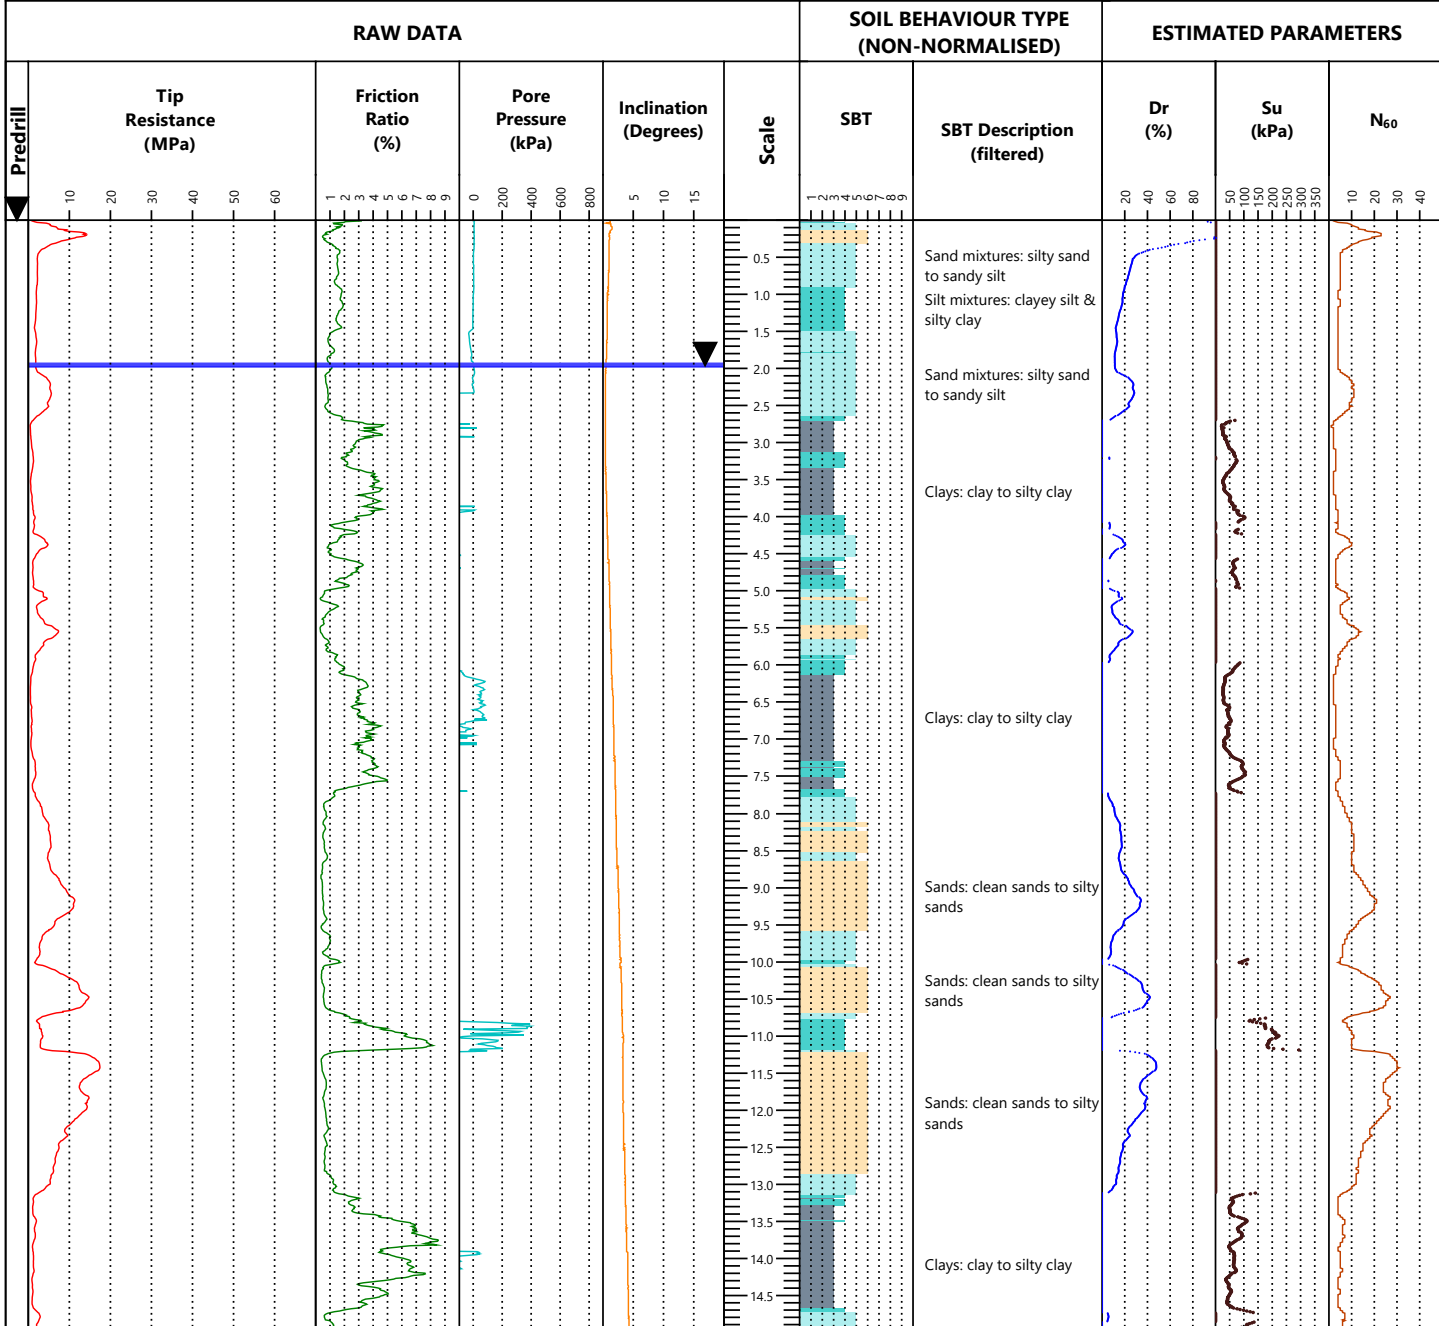 RAW DATA
SOIL BEHAVIOUR TYPE
(NON-NORMALISED)
ESTIMATED PARAMETERS
Predrill
Tip
Resistance
(MPa)
Friction
Ratio
(%)
Pore
Pressure
(kPa)
Inclination
(Degrees)
Scale
SBT
SBT Description
(filtered)
Dr
(%)
Su
(kPa)
N₆₀
10 20 30 40 50 60
1 2 3 4 5 6 7 8 9
0 200 400 600 800
5 15
1 2 3 4 5 6 7 8 9
20 40 60 80
50 100 150 200 250 300 350
10 20 30 40
0.5
Sand mixtures: silty sand
to sandy silt
1.0
Silt mixtures: clayey silt &
silty clay
1.5
2.0
Sand mixtures: silty sand
to sandy silt
2.5
3.0
3.5
Clays: clay to silty clay
4.0
4.5
5.0
5.5
6.0
6.5
Clays: clay to silty clay
7.0
7.5
8.0
8.5
9.0
Sands: clean sands to silty
sands
9.5
10.0
Sands: clean sands to silty
sands
10.5
11.0
11.5
12.0
Sands: clean sands to silty
sands
12.5
13.0
13.5
14.0
Clays: clay to silty clay
14.5